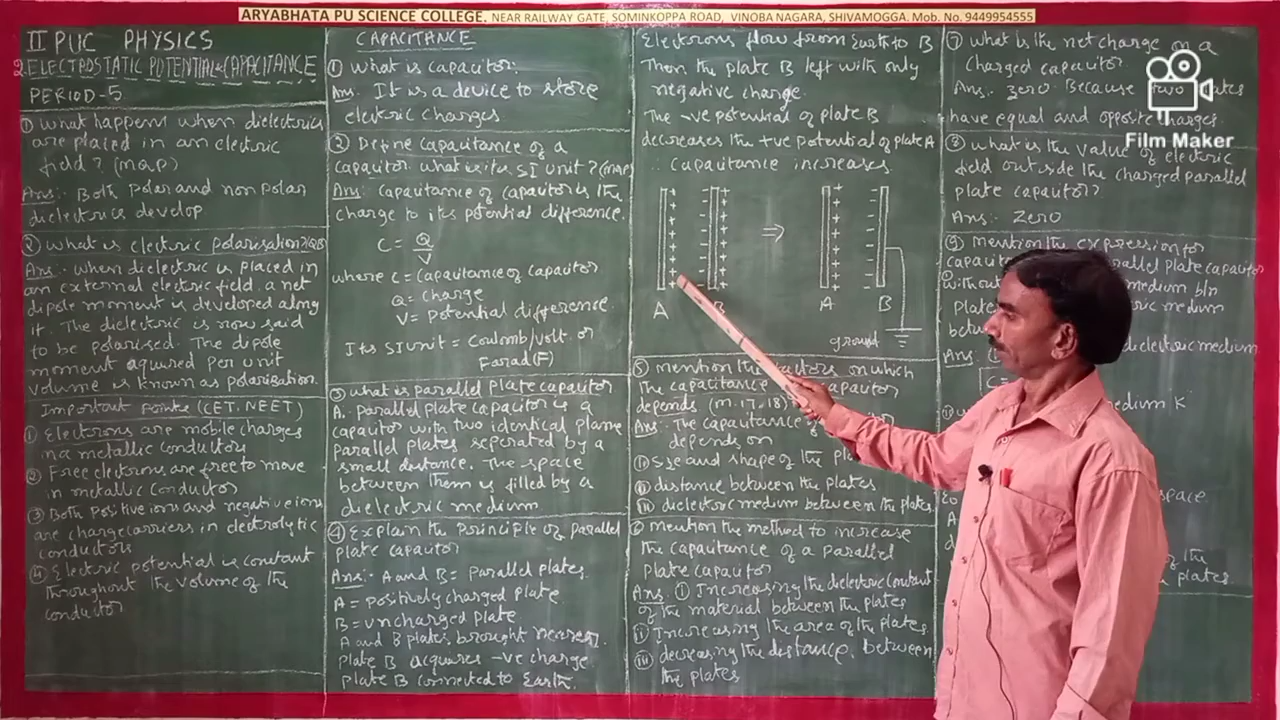 ARYABHATA PU SCIENCE COLLEGE, NEAR RAILWAY GATE, SOMINKOPPA ROAD, VINOBA NAGARA, SHIVAMOGGA. Mob. No. 9449954555
II PUC PHYSICS
2. ELECTROSTATIC POTENTIAL & CAPACITANCE
PERIOD-5
① What happens when dielectrics
are placed in an electric
field? (MQP)
Ans:- Both Polar and non Polar
dielectrics develop
② What is electric polarisation?
Ans:- When dielectric is placed in
an external electric field, a net
dipole moment is developed along
it. The dielectric is now said
to be polarised. The dipole
moment aquired Per unit
volume is known as polarisation.
Important Points (CET. NEET)
① Electrons are mobile charges
in a metallic conductors
② Free electrons are free to move
in metallic conductors
③ Both positive ions and negative ions
are charge carriers in electrolytic
conductors
④ Electric potential is constant
throughout the volume of the
conductor
CAPACITANCE
① What is capacitor.
Ans: It is a device to store
electric charges.
② Define capacitance of a
capacitor what is its SI unit?
Ans: Capacitance of capacitor is the
charge to its potential difference.
C = Q/V
where C = Capacitance of capacitor
Q = charge
V = Potential difference.
Its SI unit = Coulomb/volt or
Farad (F)
③ What is parallel plate capacitor
A. Parallel plate capacitor is a
capacitor with two identical plane
parallel plates seperated by a
small distance. The space
between them is filled by a
dielectric medium
④ Explain the Principle of parallel
plate capacitor
Ans:- A and B = Parallel plates.
A = positively charged plate
B = uncharged plate.
A and B plates brought nearer,
Plate B acquares -ve charge
plate B connected to Earth.
Electrons flow from Earth to B
Then the plate B left with only
negative charge.
The -ve potential of plate B
decreases the +ve potential of plate A
∴ Capacitance increases.
A B ⇒ A B
ground
⑤ Mention the factors on which
the capacitance capacitor
depends (M.17, 18)
Ans: The capacitance of
depends on
i) Size and shape of the
ii) distance between the plates
iii) dielectric medium between the plates.
⑥ mention the method to increase
the capacitance of a parallel
Plate capacitor
Ans. ① Increasing the dielectric constant
of the material between the plates
ii) Increasing the area of the plates.
iii) decreasing the distance, between
the plates
⑦ what is the net charge on a
charged capacitor.
Ans:- zero. Because two plates
have equal and opposite charges.
⑧ what is the value of electric
field outside the charged parallel
plate capacitor?
Ans:- Zero
⑨ mention the expression for
parallel plate capacitor
medium b/n
Plate medium
Ans: dielectric medium
C=
medium K
space
of the
plates.
Film Maker